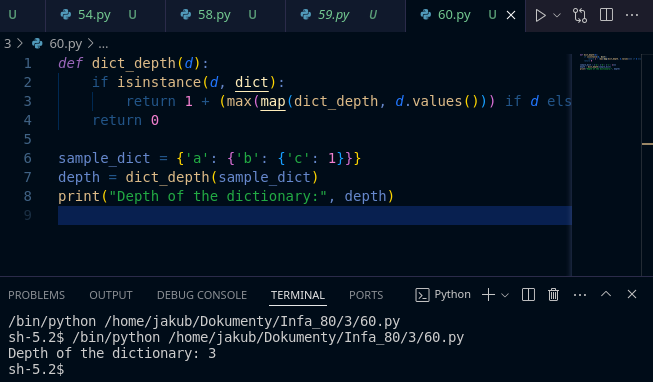 U 54.py U 58.py U 59.py U 60.py U
3 > 60.py > ...
1 def dict_depth(d):
2 if isinstance(d, dict):
3 return 1 + (max(map(dict_depth, d.values())) if d els
4 return 0
5
6 sample_dict = {'a': {'b': {'c': 1}}}
7 depth = dict_depth(sample_dict)
8 print("Depth of the dictionary:", depth)
9
PROBLEMS OUTPUT DEBUG CONSOLE TERMINAL PORTS Python
/bin/python /home/jakub/Dokumenty/Infa_80/3/60.py
sh-5.2$ /bin/python /home/jakub/Dokumenty/Infa_80/3/60.py
Depth of the dictionary: 3
sh-5.2$